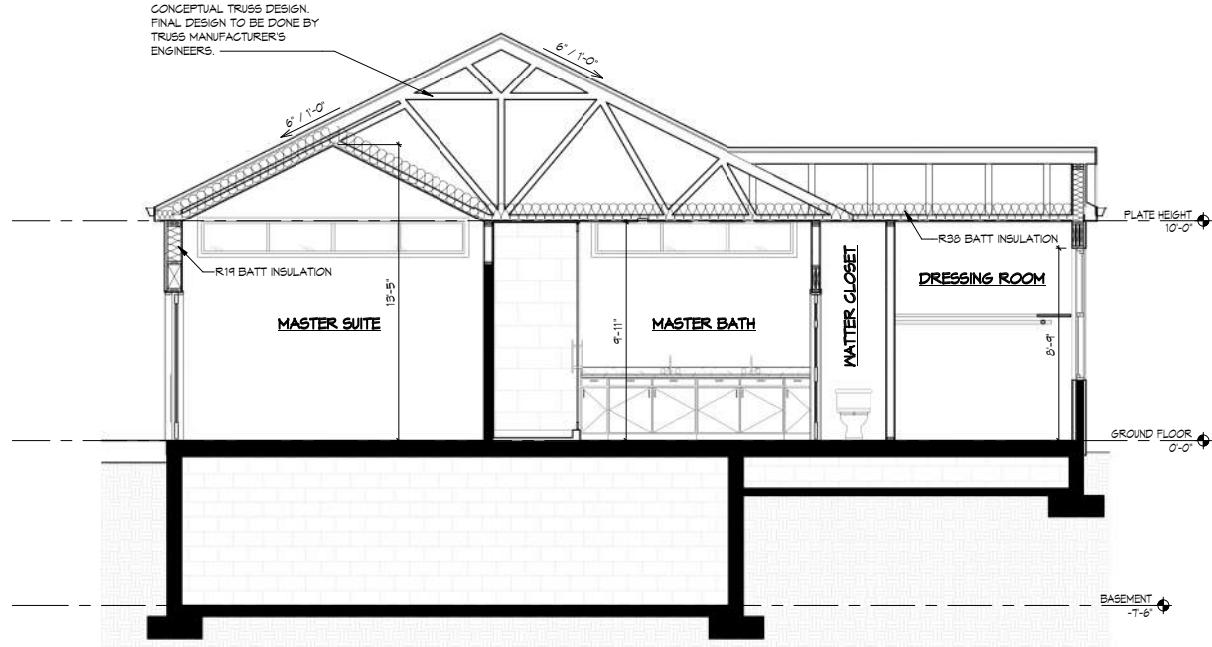 CONCEPTUAL TRUSS DESIGN.
FINAL DESIGN TO BE DONE BY
TRUSS MANUFACTURER'S
ENGINEERS.
6" / 1'-0"
6" / 1'-0"
PLATE HEIGHT
10'-0"
R38 BATT INSULATION
R19 BATT INSULATION
DRESSING ROOM
WATTER CLOSET
13'-5"
MASTER SUITE
9'-11"
MASTER BATH
8'-9"
GROUND FLOOR
0'-0"
BASEMENT
-7'-6"